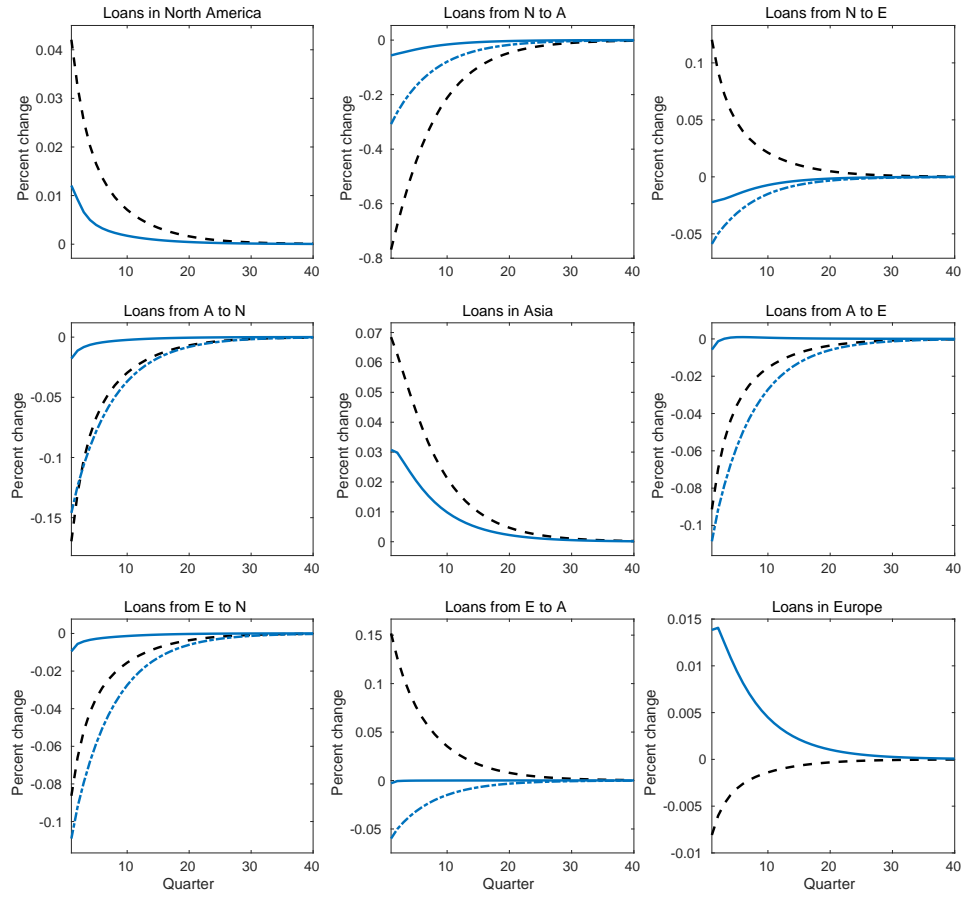 Loans in North America
Percent change
0.04
0.03
0.02
0.01
0
10 20 30 40
Loans from N to A
Percent change
0
-0.2
-0.4
-0.6
-0.8
10 20 30 40
Loans from N to E
Percent change
0.1
0.05
0
-0.05
10 20 30 40
Loans from A to N
Percent change
0
-0.05
-0.1
-0.15
10 20 30 40
Loans in Asia
Percent change
0.07
0.06
0.05
0.04
0.03
0.02
0.01
0
10 20 30 40
Loans from A to E
Percent change
0
-0.02
-0.04
-0.06
-0.08
-0.1
10 20 30 40
Loans from E to N
Percent change
0
-0.02
-0.04
-0.06
-0.08
-0.1
10 20 30 40
Quarter
Loans from E to A
Percent change
0.15
0.1
0.05
0
-0.05
10 20 30 40
Quarter
Loans in Europe
Percent change
0.015
0.01
0.005
0
-0.005
-0.01
10 20 30 40
Quarter